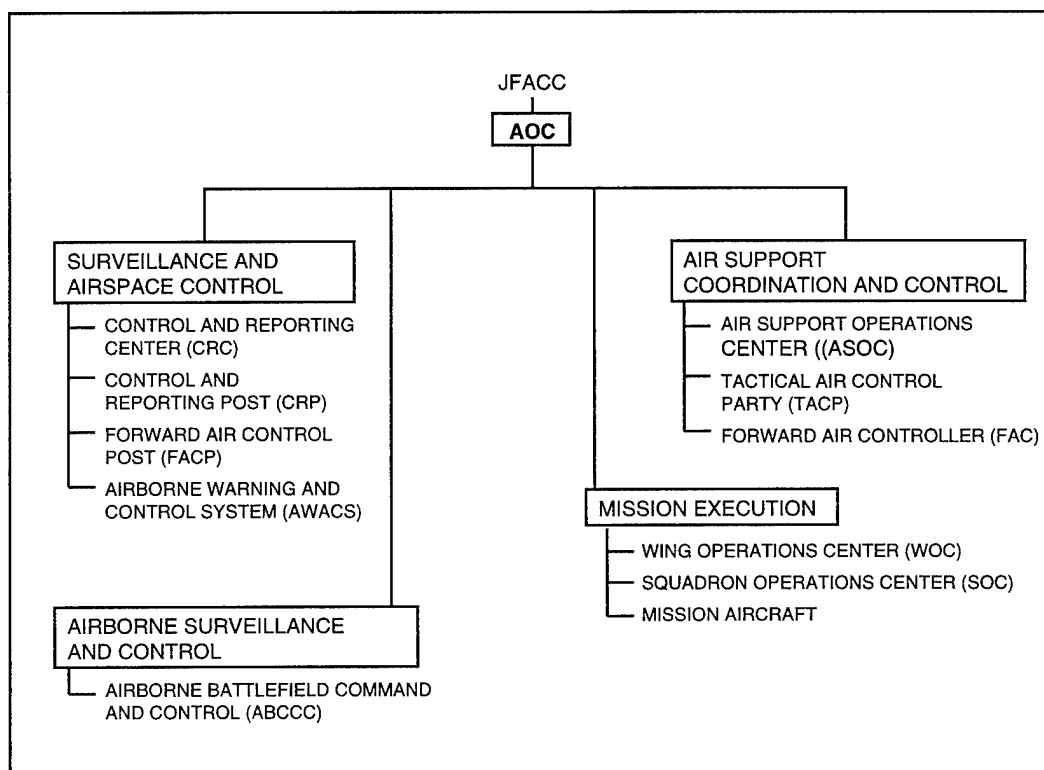 JFACC
AOC
SURVEILLANCE AND
AIRSPACE CONTROL
CONTROL AND REPORTING
CENTER (CRC)
CONTROL AND
REPORTING POST (CRP)
FORWARD AIR CONTROL
POST (FACP)
AIRBORNE WARNING AND
CONTROL SYSTEM (AWACS)
AIRBORNE SURVEILLANCE
AND CONTROL
AIRBORNE BATTLEFIELD COMMAND
AND CONTROL (ABCCC)
MISSION EXECUTION
WING OPERATIONS CENTER (WOC)
SQUADRON OPERATIONS CENTER (SOC)
MISSION AIRCRAFT
AIR SUPPORT
COORDINATION AND CONTROL
AIR SUPPORT OPERATIONS
CENTER ((ASOC)
TACTICAL AIR CONTROL
PARTY (TACP)
FORWARD AIR CONTROLLER (FAC)